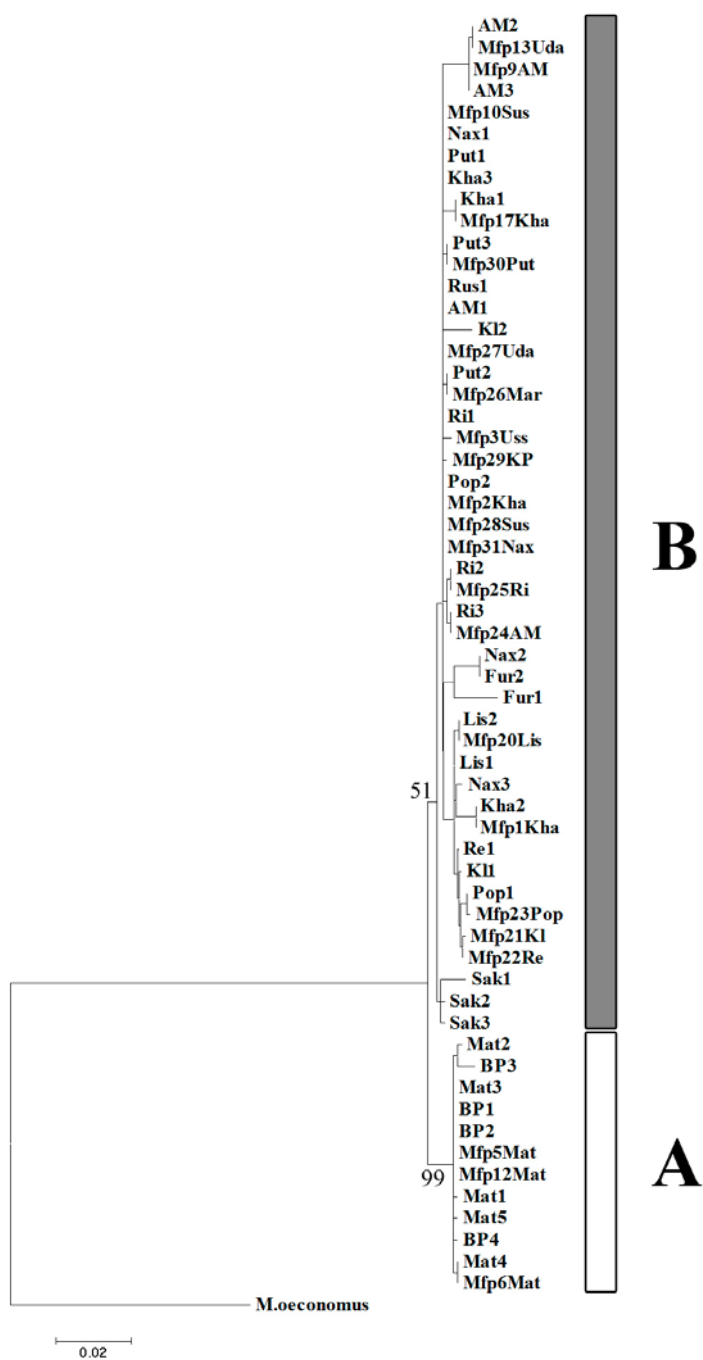 AM2
Mfp13Uda
Mfp9AM
AM3
Mfp10Sus
Nax1
Put1
Kha3
Kha1
Mfp17Kha
Put3
Mfp30Put
Rus1
AM1
Kl2
Mfp27Uda
Put2
Mfp26Mar
Ri1
Mfp3Uss
Mfp29KP
Pop2
Mfp2Kha
Mfp28Sus
Mfp31Nax
B
Ri2
Mfp25Ri
Ri3
Mfp24AM
Nax2
Fur2
Fur1
Lis2
Mfp20Lis
Lis1
Nax3
51
Kha2
Mfp1Kha
Re1
Kl1
Pop1
Mfp23Pop
Mfp21Kl
Mfp22Re
Sak1
Sak2
Sak3
Mat2
BP3
Mat3
BP1
BP2
Mfp5Mat
Mfp12Mat
99
A
Mat1
Mat5
BP4
Mat4
Mfp6Mat
M.oeconomus
0.02